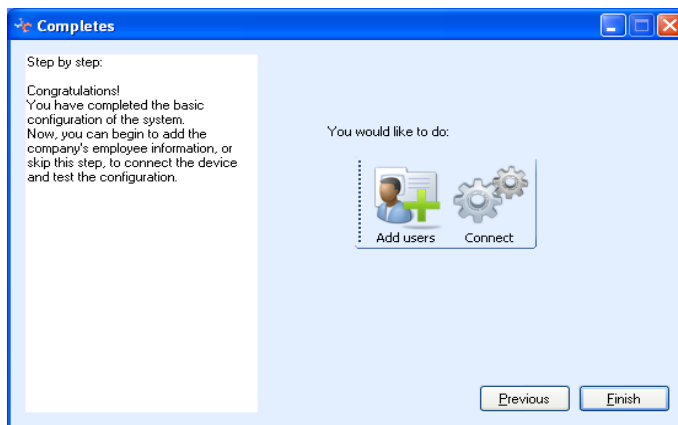 Completes
Step by step:
Congratulations!
You have completed the basic
configuration of the system.
Now, you can begin to add the
company's employee information, or
skip this step, to connect the device
and test the configuration.
You would like to do:
Add users Connect
Previous Finish